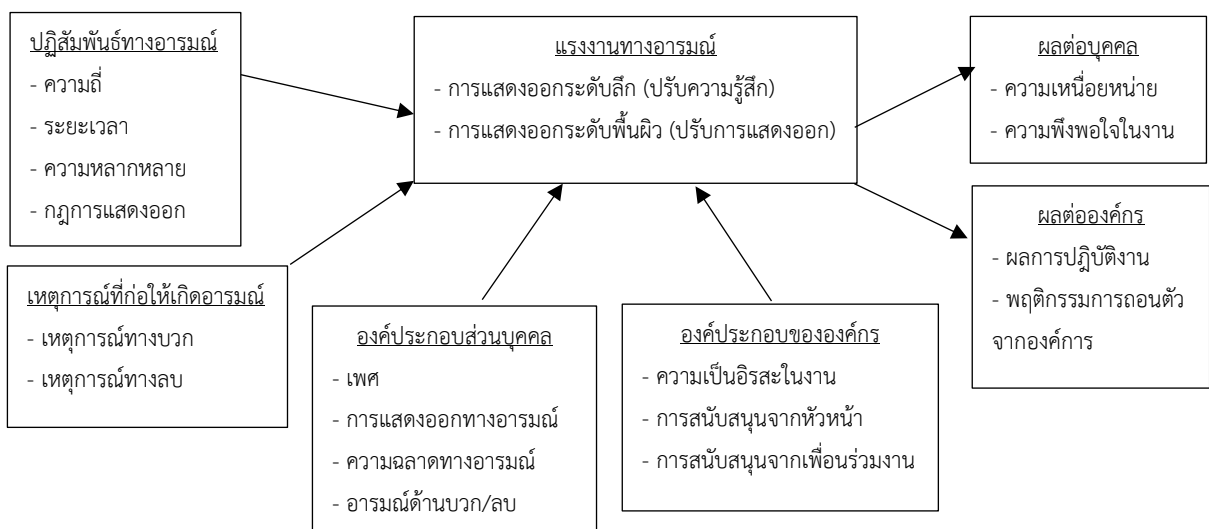 ปฏิสัมพันธ์ทางอารมณ์
- ความถี่
- ระยะเวลา
- ความหลากหลาย
- กฎการแสดงออก
แรงงานทางอารมณ์
- การแสดงออกระดับลึก (ปรับความรู้สึก)
- การแสดงออกระดับพื้นผิว (ปรับการแสดงออก)
ผลต่อบุคคล
- ความเหนื่อยหน่าย
- ความพึงพอใจในงาน
เหตุการณ์ที่ก่อให้เกิดอารมณ์
- เหตุการณ์ทางบวก
- เหตุการณ์ทางลบ
องค์ประกอบส่วนบุคคล
- เพศ
- การแสดงออกทางอารมณ์
- ความฉลาดทางอารมณ์
- อารมณ์ด้านบวก/ลบ
องค์ประกอบขององค์กร
- ความเป็นอิรสะในงาน
- การสนับสนุนจากหัวหน้า
- การสนับสนุนจากเพื่อนร่วมงาน
ผลต่อองค์กร
- ผลการปฎิบัติงาน
- พฤติกรรมการถอนตัว
จากองค์การ